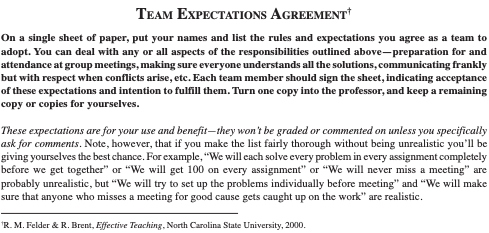 TEAM EXPECTATIONS AGREEMENT†
On a single sheet of paper, put your names and list the rules and expectations you agree as a team to
adopt. You can deal with any or all aspects of the responsibilities outlined above—preparation for and
attendance at group meetings, making sure everyone understands all the solutions, communicating frankly
but with respect when conflicts arise, etc. Each team member should sign the sheet, indicating acceptance
of these expectations and intention to fulfill them. Turn one copy into the professor, and keep a remaining
copy or copies for yourselves.
These expectations are for your use and benefit—they won't be graded or commented on unless you specifically
ask for comments. Note, however, that if you make the list fairly thorough without being unrealistic you'll be
giving yourselves the best chance. For example, “We will each solve every problem in every assignment completely
before we get together” or “We will get 100 on every assignment” or “We will never miss a meeting” are
probably unrealistic, but “We will try to set up the problems individually before meeting” and “We will make
sure that anyone who misses a meeting for good cause gets caught up on the work” are realistic.
†R. M. Felder & R. Brent, Effective Teaching, North Carolina State University, 2000.